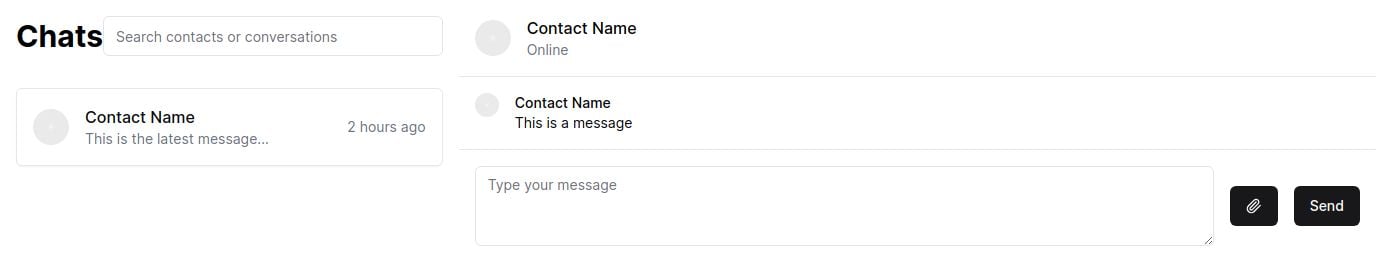 Chats
Search contacts or conversations
Contact Name
This is the latest message...
2 hours ago
Contact Name
Online
Contact Name
This is a message
Type your message
Send